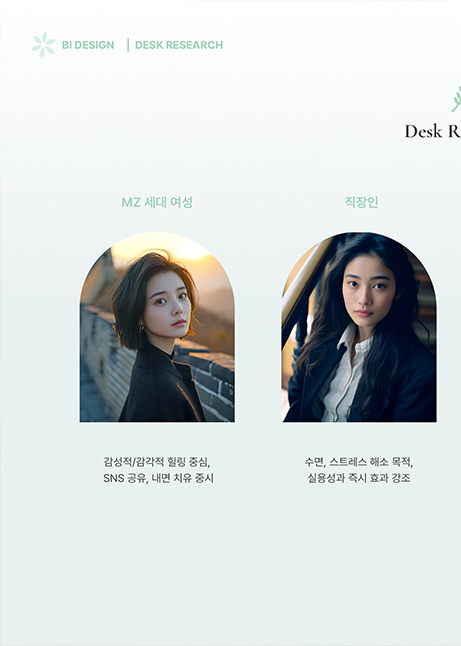 BI DESIGN | DESK RESEARCH
Desk R
MZ 세대 여성
직장인
감성적/감각적 힐링 중심,
SNS 공유, 내면 치유 중시
수면, 스트레스 해소 목적,
실용성과 즉시 효과 강조